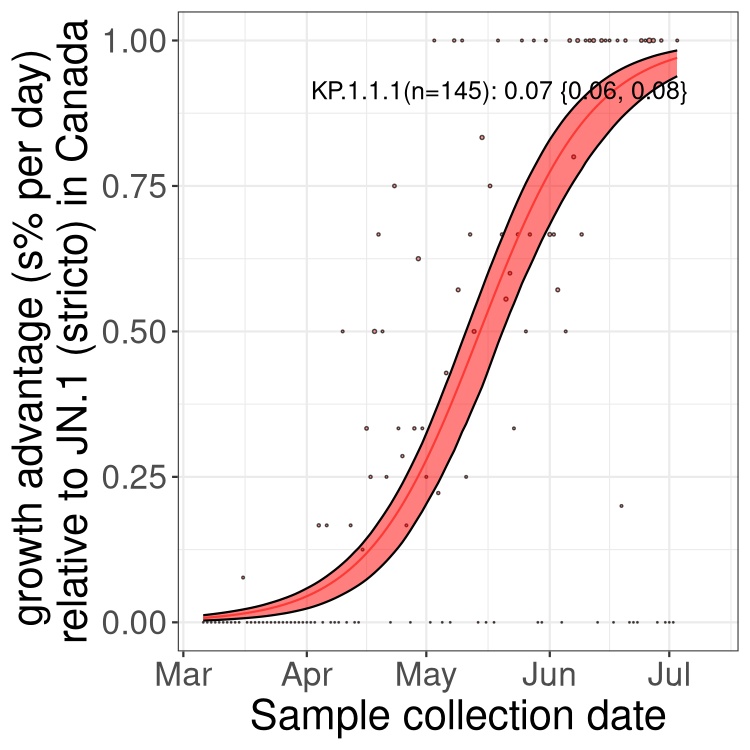 growth advantage (s% per day)
relative to JN.1 (stricto) in Canada
1.00
0.75
0.50
0.25
0.00
KP.1.1.1(n=145): 0.07 {0.06, 0.08}
Mar Apr May Jun Jul
Sample collection date